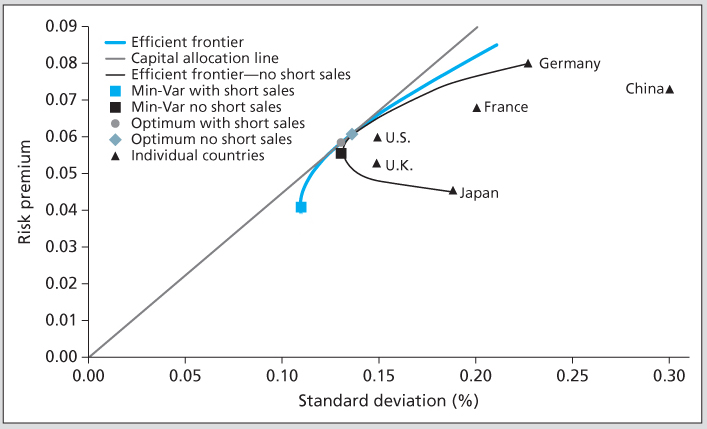 0.09
0.08
0.07
0.06
0.05
0.04
0.03
0.02
0.01
0.00
Risk premium
Efficient frontier
Capital allocation line
Efficient frontier—no short sales
Min-Var with short sales
Min-Var no short sales
Optimum with short sales
Optimum no short sales
Individual countries
Germany
China
France
U.S.
U.K.
Japan
0.00 0.05 0.10 0.15 0.20 0.25 0.30
Standard deviation (%)